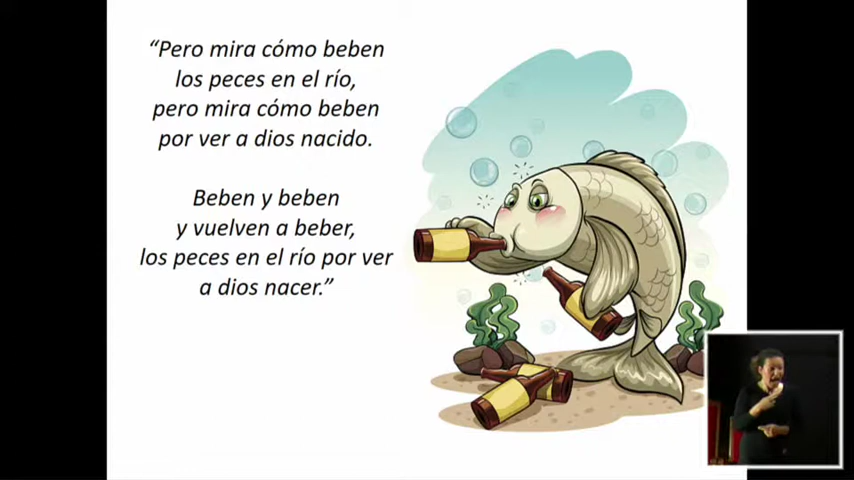 “Pero mira cómo beben
los peces en el río,
pero mira cómo beben
por ver a dios nacido.
Beben y beben
y vuelven a beber,
los peces en el río por ver
a dios nacer.”